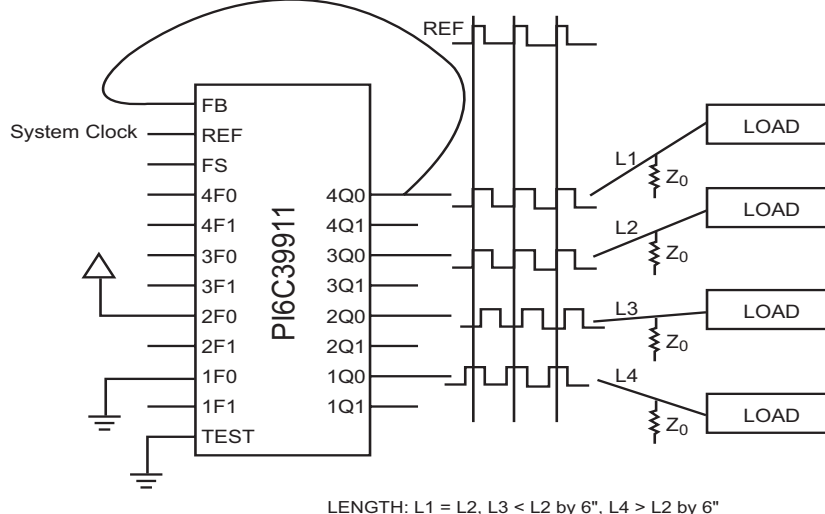 REF
System Clock
FB
REF
FS
4F0
4F1
3F0
3F1
2F0
2F1
1F0
1F1
TEST
PI6C39911
4Q0
4Q1
3Q0
3Q1
2Q0
2Q1
1Q0
1Q1
L1
Z0
LOAD
L2
Z0
LOAD
L3
Z0
LOAD
L4
Z0
LOAD
LENGTH: L1 = L2, L3 < L2 by 6", L4 > L2 by 6"